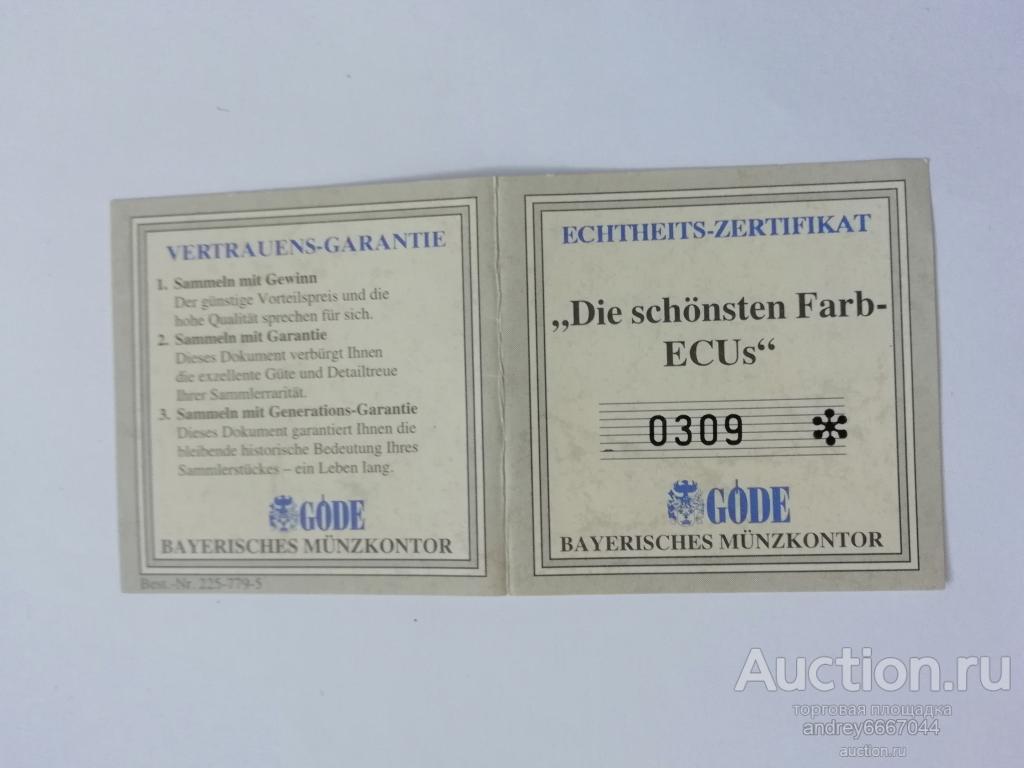 VERTRAUENS-GARANTIE
1. Sammeln mit Gewinn
Der günstige Vorteilspreis und die
hohe Qualität sprechen für sich.
2. Sammeln mit Garantie
Dieses Dokument verbürgt Ihnen
die exzellente Güte und Detailtreue
Ihrer Sammlerrarität.
3. Sammeln mit Generations-Garantie
Dieses Dokument garantiert Ihnen die
bleibende historische Bedeutung Ihres
Sammlerstückes – ein Leben lang.
GÖDE
BAYERISCHES MÜNZKONTOR
Best.-Nr. 225-779-5
ECHTHEITS-ZERTIFIKAT
„Die schönsten Farb-
ECUs“
0309 *
GÖDE
BAYERISCHES MÜNZKONTOR
Auction.ru
торговая площадка
andrey6667044
auction.ru